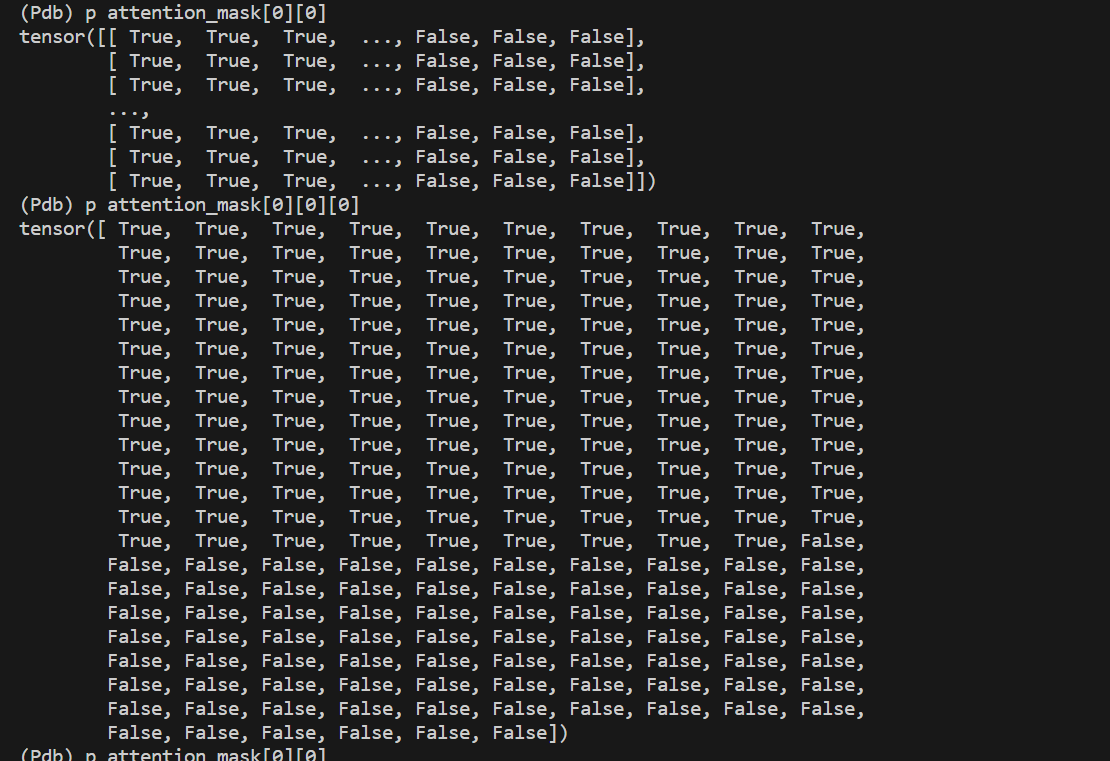 (Pdb) p attention_mask[0][0]
tensor([[ True,  True,  True,  ..., False, False, False],
        [ True,  True,  True,  ..., False, False, False],
        [ True,  True,  True,  ..., False, False, False],
        ...,
        [ True,  True,  True,  ..., False, False, False],
        [ True,  True,  True,  ..., False, False, False],
        [ True,  True,  True,  ..., False, False, False]])
(Pdb) p attention_mask[0][0][0]
tensor([ True,  True,  True,  True,  True,  True,  True,  True,  True,  True,
         True,  True,  True,  True,  True,  True,  True,  True,  True,  True,
         True,  True,  True,  True,  True,  True,  True,  True,  True,  True,
         True,  True,  True,  True,  True,  True,  True,  True,  True,  True,
         True,  True,  True,  True,  True,  True,  True,  True,  True,  True,
         True,  True,  True,  True,  True,  True,  True,  True,  True,  True,
         True,  True,  True,  True,  True,  True,  True,  True,  True,  True,
         True,  True,  True,  True,  True,  True,  True,  True,  True,  True,
         True,  True,  True,  True,  True,  True,  True,  True,  True,  True,
         True,  True,  True,  True,  True,  True,  True,  True,  True,  True,
         True,  True,  True,  True,  True,  True,  True,  True,  True,  True,
         True,  True,  True,  True,  True,  True,  True,  True,  True,  True,
         True,  True,  True,  True,  True,  True,  True,  True,  True,  True,
         True,  True,  True,  True,  True,  True,  True,  True,  True, False,
        False, False, False, False, False, False, False, False, False, False,
        False, False, False, False, False, False, False, False, False, False,
        False, False, False, False, False, False, False, False, False, False,
        False, False, False, False, False, False, False, False, False, False,
        False, False, False, False, False, False, False, False, False, False,
        False, False, False, False, False, False, False, False, False, False,
        False, False, False, False, False, False, False, False, False, False,
        False, False, False, False, False, False])
(Pdb) p attention_mask[0][0]